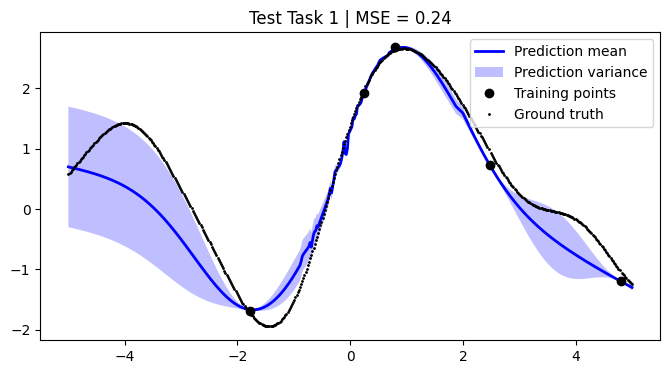 Test Task 1 | MSE = 0.24
Prediction mean
Prediction variance
Training points
Ground truth
2
1
0
−1
−2
−4
−2
0
2
4